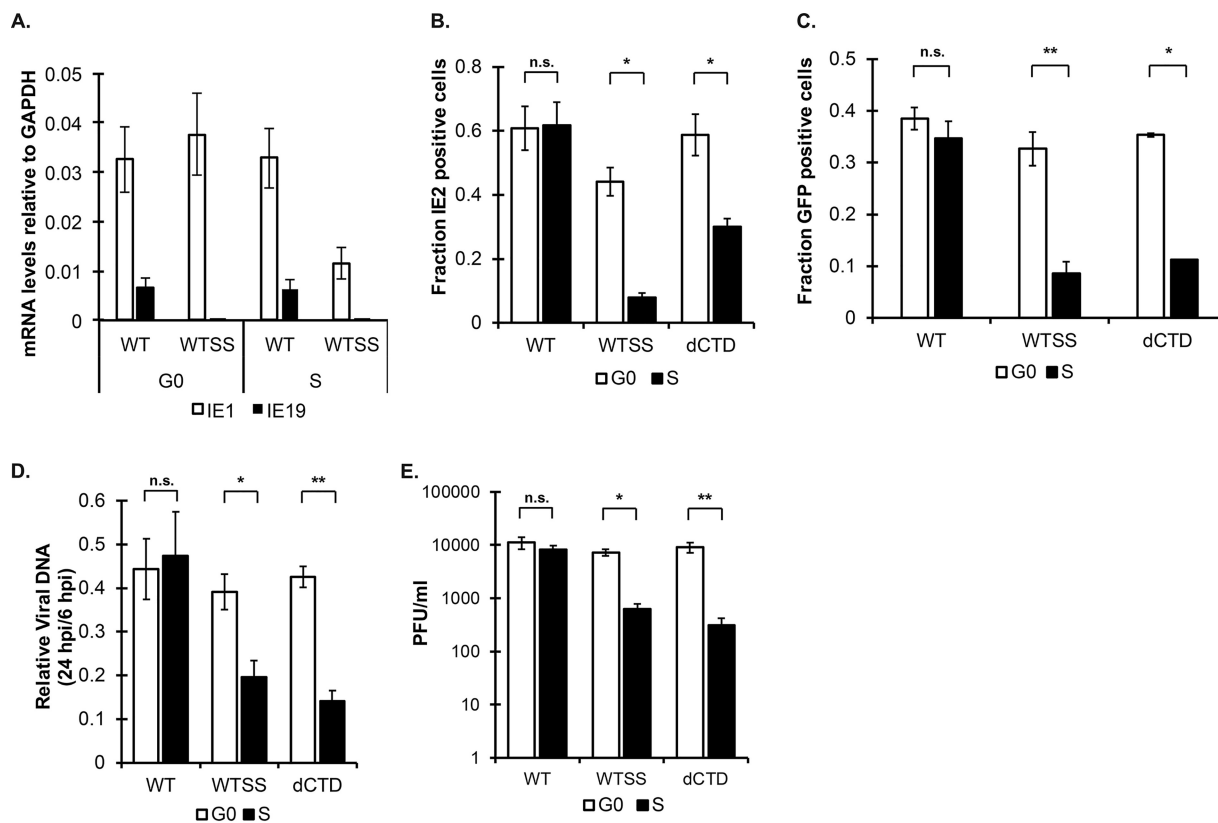 A.
mRNA levels relative to GAPDH
0.05
0.04
0.03
0.02
0.01
0
WT WTSS WT WTSS
G0 S
IE1 IE19
B.
Fraction IE2 positive cells
0.8
0.6
0.4
0.2
0
n.s. * *
WT WTSS dCTD
G0 S
C.
Fraction GFP positive cells
0.5
0.4
0.3
0.2
0.1
0
n.s. ** *
WT WTSS dCTD
G0 S
D.
Relative Viral DNA
(24 hpi/6 hpi)
0.6
0.5
0.4
0.3
0.2
0.1
0
n.s. * **
WT WTSS dCTD
G0 S
E.
PFU/ml
100000
10000
1000
100
10
1
n.s. * **
WT WTSS dCTD
G0 S